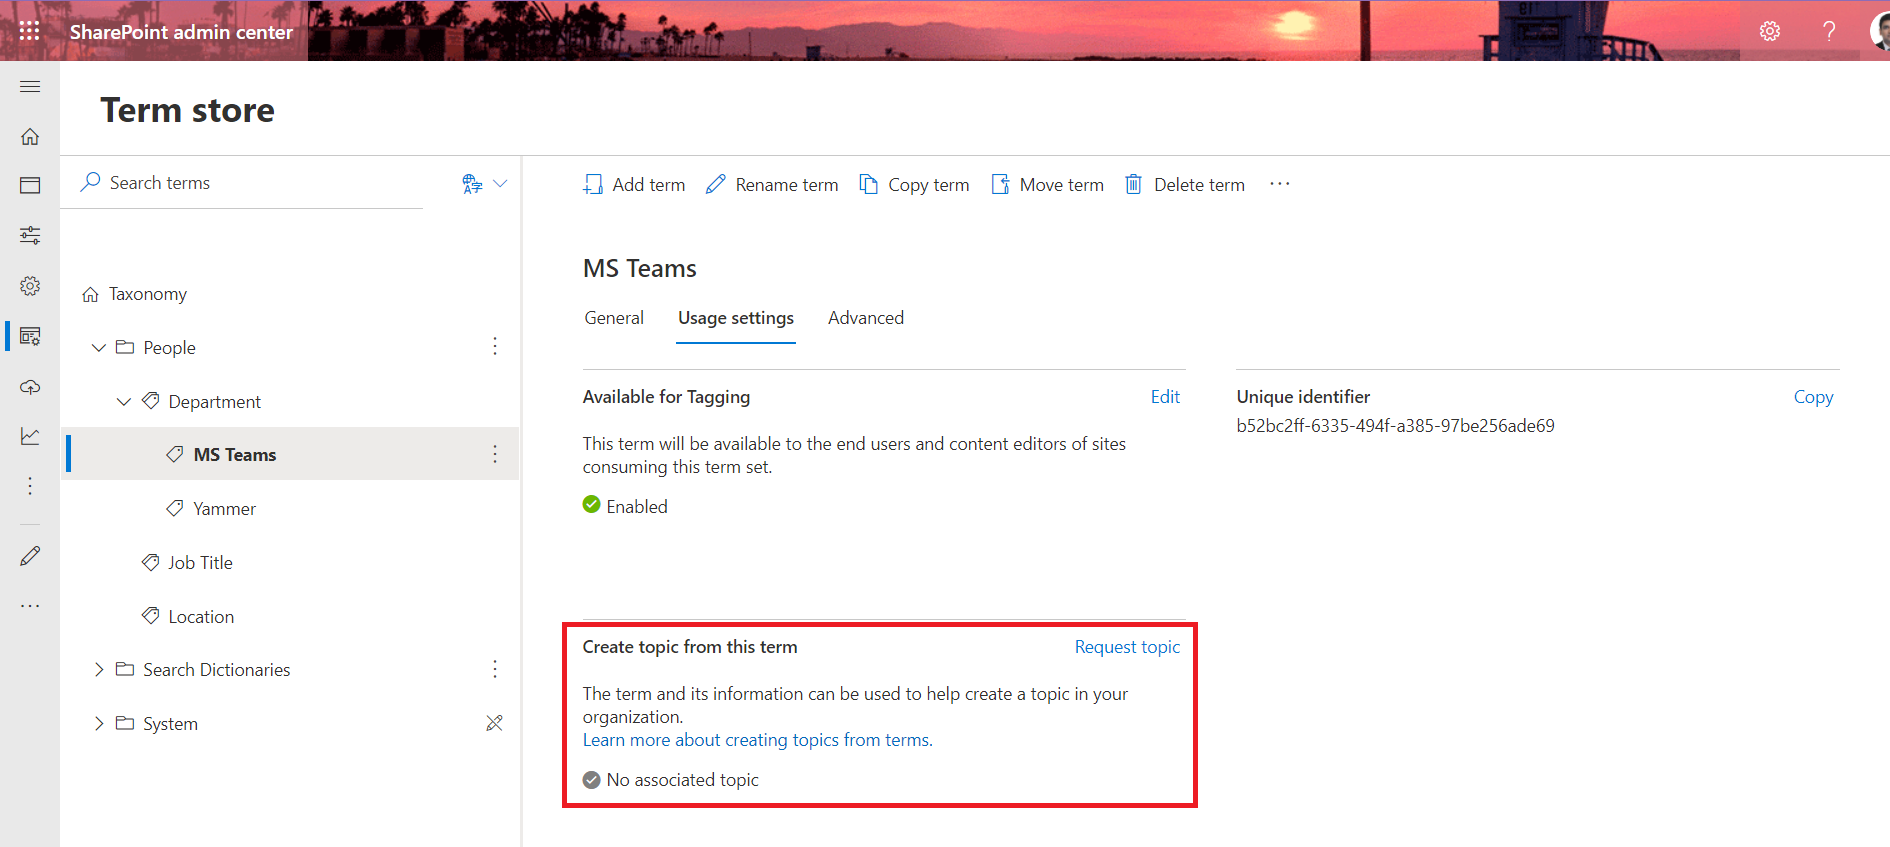 SharePoint admin center
Term store
Search terms
Add term
Rename term
Copy term
Move term
Delete term
Taxonomy
People
Department
MS Teams
Yammer
Job Title
Location
Search Dictionaries
System
MS Teams
General
Usage settings
Advanced
Available for Tagging
Edit
This term will be available to the end users and content editors of sites
consuming this term set.
Enabled
Unique identifier
Copy
b52bc2ff-6335-494f-a385-97be256ade69
Create topic from this term
Request topic
The term and its information can be used to help create a topic in your
organization.
Learn more about creating topics from terms.
No associated topic